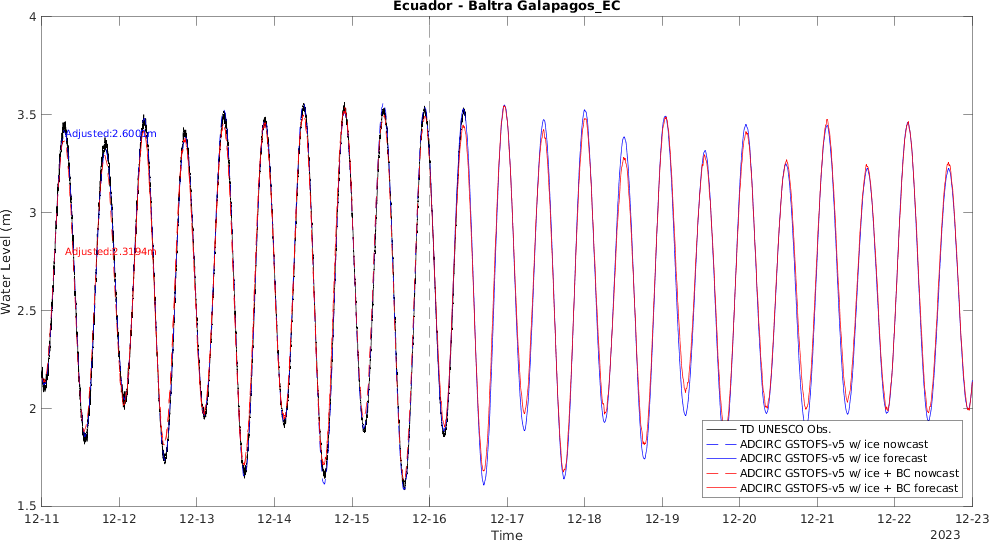 Ecuador - Baltra Galapagos_EC
4
3.5
3
2.5
2
1.5
Water Level (m)
Adjusted:2.3194m
12-11
12-12
12-13
12-14
12-15
12-16
12-17
12-18
12-19
12-20
12-21
12-22
12-23
2023
Time
TD UNESCO Obs.
ADCIRC GSTOFS-v5 w/ ice nowcast
ADCIRC GSTOFS-v5 w/ ice forecast
ADCIRC GSTOFS-v5 w/ ice + BC nowcast
ADCIRC GSTOFS-v5 w/ ice + BC forecast